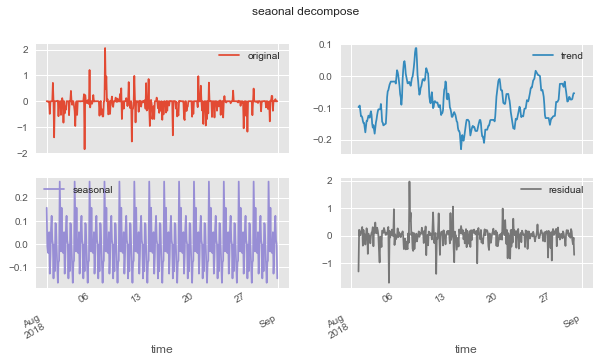 seaonal decompose
2
1
0
−1
−2
original
0.1
0.0
−0.1
−0.2
trend
0.2
0.1
0.0
−0.1
seasonal
2
1
0
−1
residual
Aug
2018
06
13
20
27
Sep
time
Aug
2018
06
13
20
27
Sep
time